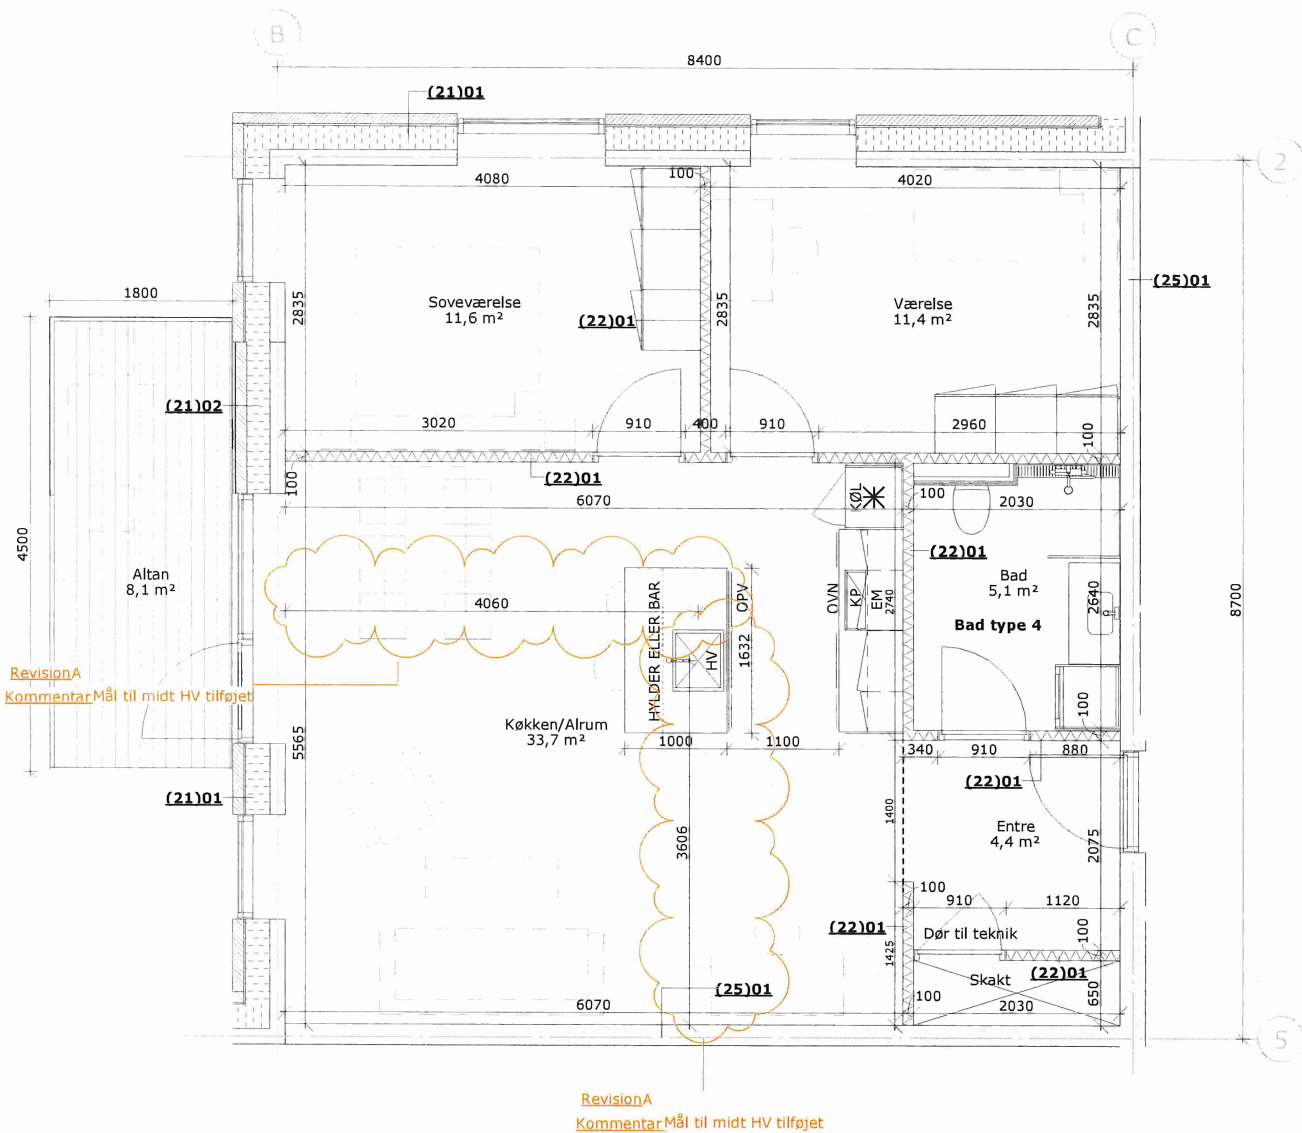 B
C
8400
(21)01
2
4080
100
4020
(25)01
1800
2835
Soveværelse
11,6 m²
(22)01
2835
Værelse
11,4 m²
2835
(21)02
3020
910
400
910
2960
100
100
(22)01
6070
KØL
100
2030
4500
Altan
8,1 m²
(22)01
4060
HYLDER ELLER BAR
OPV
1632
HV
OVN
KP
EM
2740
Bad
5,1 m²
2640
Bad type 4
8700
RevisionA
Kommentar Mål til midt HV tilføjet
5565
Køkken/Alrum
33,7 m²
1000
1100
100
340
910
880
(22)01
(21)01
3606
1400
Entre
4,4 m²
2075
100
910
1120
(22)01
Dør til teknik
100
1425
Skakt
(22)01
650
(25)01
6070
100
2030
5
RevisionA
Kommentar Mål til midt HV tilføjet